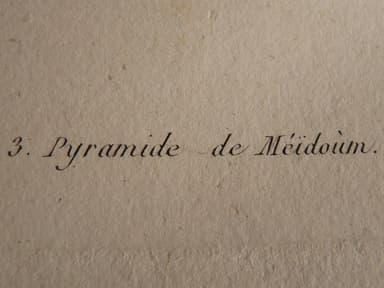 3. Pyramide de Méïdoùm.